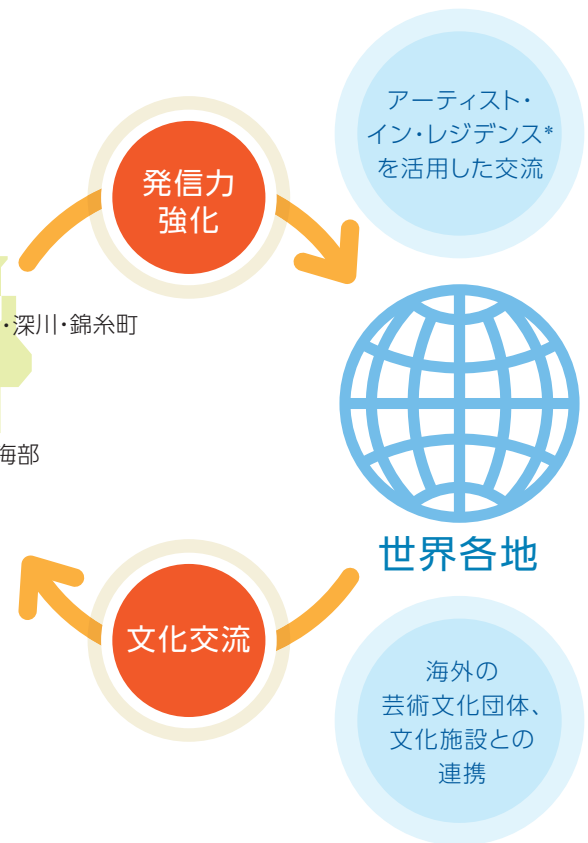 アーティスト・
イン・レジデンス*
を活用した交流
発信力
強化
・深川・錦糸町
海部
世界各地
文化交流
海外の
芸術文化団体、
文化施設との
連携